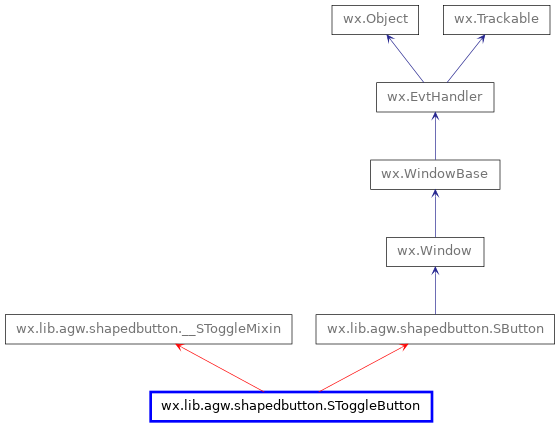 wx.Object
wx.Trackable
wx.EvtHandler
wx.WindowBase
wx.Window
wx.lib.agw.shapedbutton.__SToggleMixin
wx.lib.agw.shapedbutton.SButton
wx.lib.agw.shapedbutton.SToggleButton